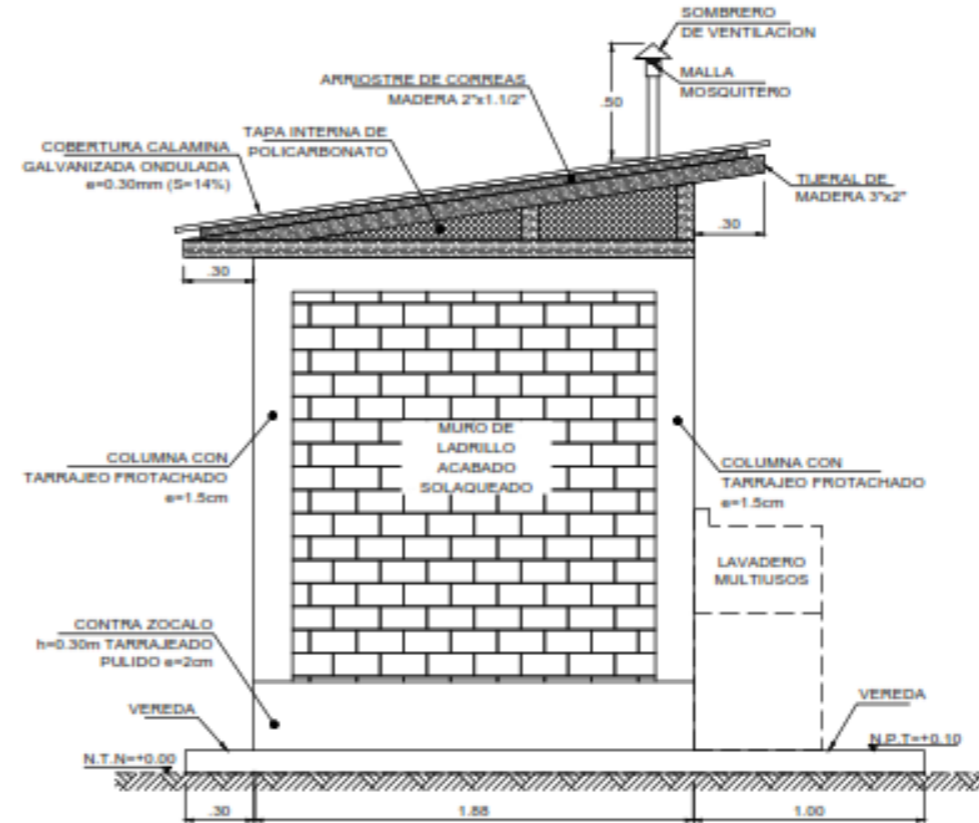 SOMBRERO
DE VENTILACION
MALLA
MOSQUITERO
ARRIOSTRE DE CORREAS
MADERA 2"x1.1/2"
.50
TAPA INTERNA DE
POLICARBONATO
COBERTURA CALAMINA
GALVANIZADA ONDULADA
e=0.30mm (S=14%)
TIJERAL DE
MADERA 3"x2"
.30
.30
MURO DE
LADRILLO
ACABADO
SOLAQUEADO
COLUMNA CON
TARRAJEO FROTACHADO
e=1.5cm
COLUMNA CON
TARRAJEO FROTACHADO
e=1.5cm
LAVADERO
MULTIUSOS
CONTRA ZOCALO
h=0.30m TARRAJEADO
PULIDO e=2cm
VEREDA
VEREDA
N.T.N=+0.00
N.P.T=+0.10
.30
1.88
1.00